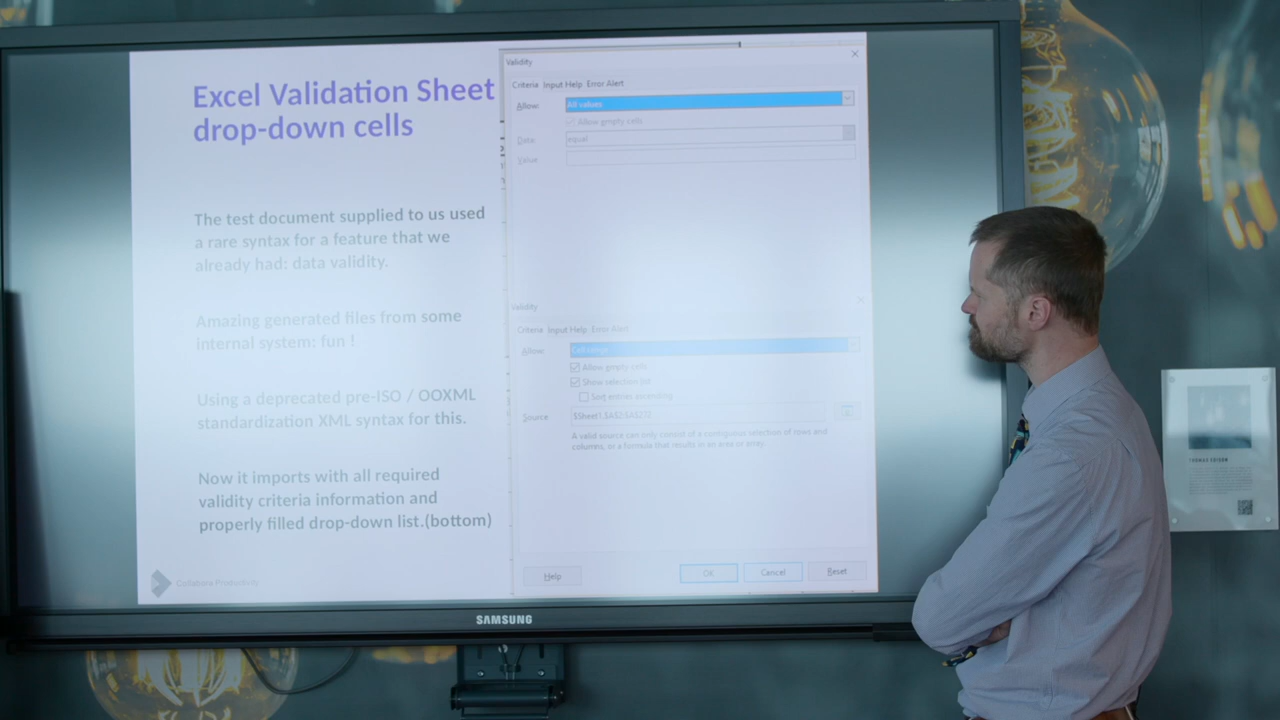 Excel Validation Sheet
drop-down cells
The test document supplied to us used
a rare syntax for a feature that we
already had: data validity.
Amazing generated files from some
internal system: fun !
Using a deprecated pre-ISO / OOXML
standardization XML syntax for this.
Now it imports with all required
validity criteria information and
properly filled drop-down list.(bottom)
Collabora Productivity
Validity
Criteria Input Help Error Alert
Allow: All values
Allow empty cells
Data: equal
Value
Validity
Criteria Input Help Error Alert
Allow: Cell range
Allow empty cells
Show selection list
Sort entries ascending
Source
A valid source can only consist of a contiguous selection of rows and
columns, or a formula that results in an area or array.
Help OK Cancel Reset
SAMSUNG
THOMAS EDISON